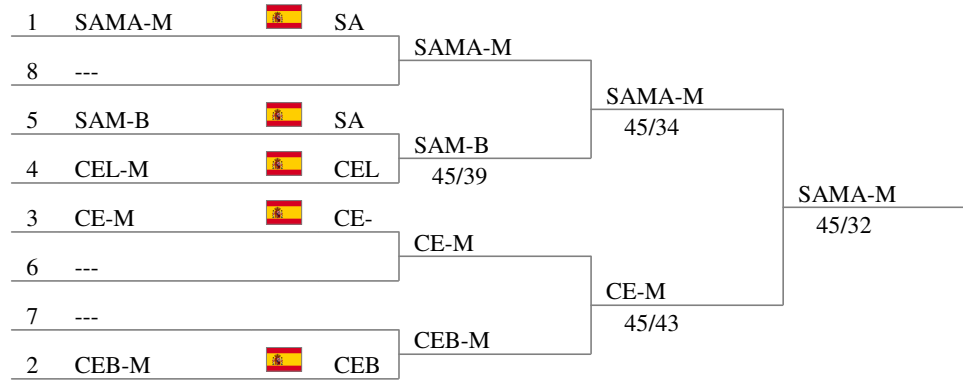 1 SAMA-M SA
8 ---
5 SAM-B SA
4 CEL-M CEL
3 CE-M CE-
6 ---
7 ---
2 CEB-M CEB
SAMA-M
SAM-B
45/39
CE-M
CEB-M
SAMA-M
45/34
CE-M
45/43
SAMA-M
45/32